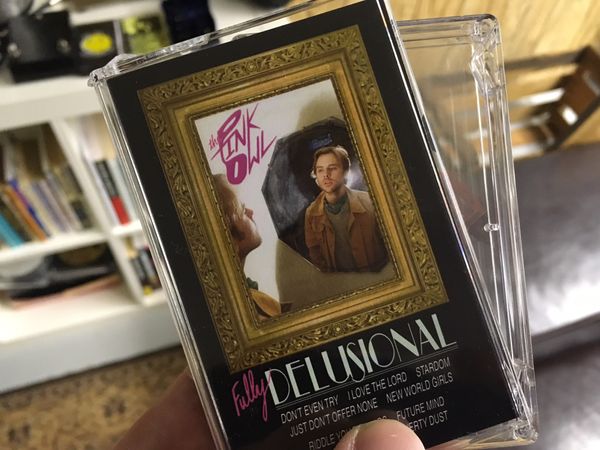 the
PINK
OWL
Fully DELUSIONAL
DON'T EVEN TRY I LOVE THE LORD STARDOM
JUST DON'T OFFER NONE NEW WORLD GIRLS
RIDDLE FUTURE MIND
DUST